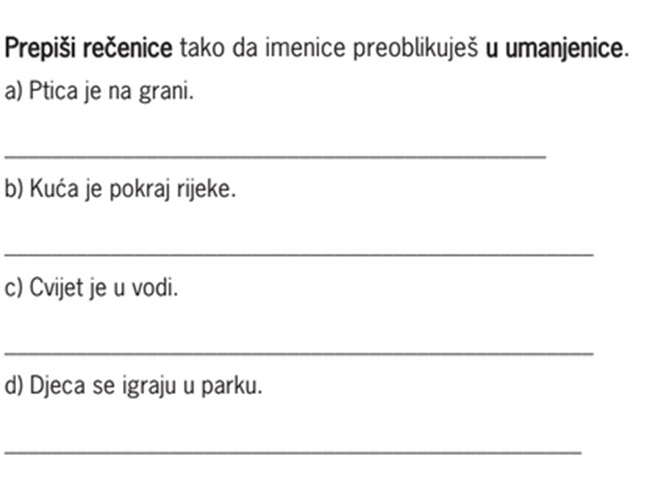 Prepiši rečenice tako da imenice preoblikuješ u umanjenice.
a) Ptica je na grani.
b) Kuća je pokraj rijeke.
c) Cvijet je u vodi.
d) Djeca se igraju u parku.